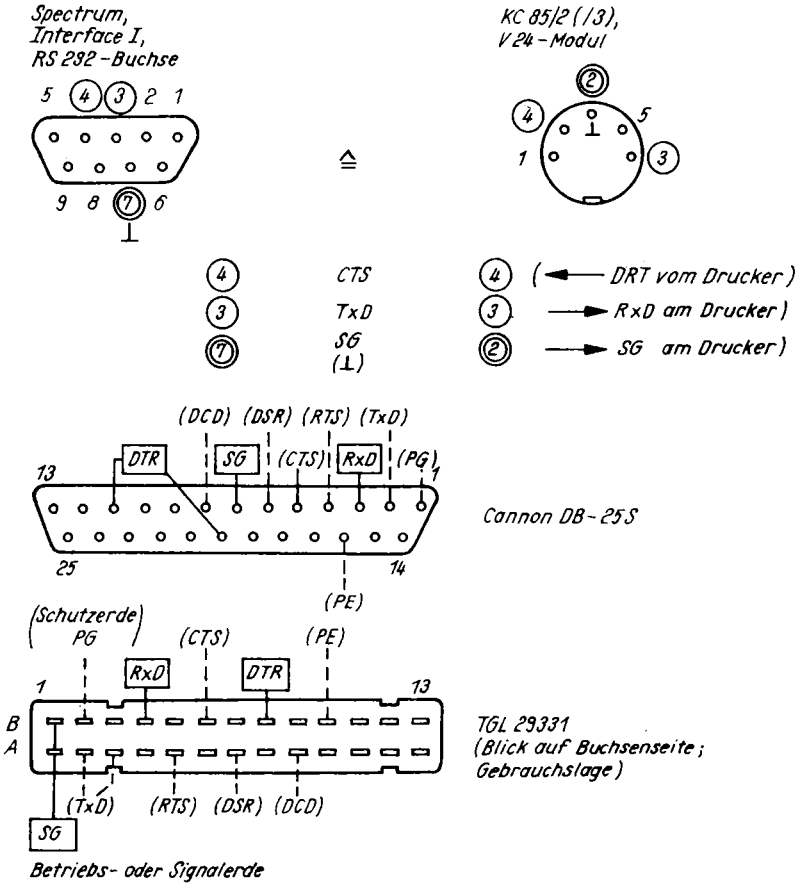 Spectrum,
Interface I,
RS 232-Buchse
KC 85/2 (/3),
V 24-Modul
5 4 3 2 1
9 8 7 6
⊥
≙
2
4 5
⊥
1 3
4 CTS 4 (← DRT vom Drucker)
3 TxD 3 → RxD am Drucker)
7 SG (⊥) 2 → SG am Drucker)
(DCD) (DSR) (RTS) (TxD)
13 DTR SG (CTS) RxD (PG) 1
Cannon DB-25S
25 14
(PE)
(Schutzerde)
PG (CTS) (PE)
RxD DTR
1 13
B
A
TGL 29331
(Blick auf Buchsenseite;
Gebrauchslage)
(TxD) (RTS) (DSR) (DCD)
SG
Betriebs- oder Signalerde